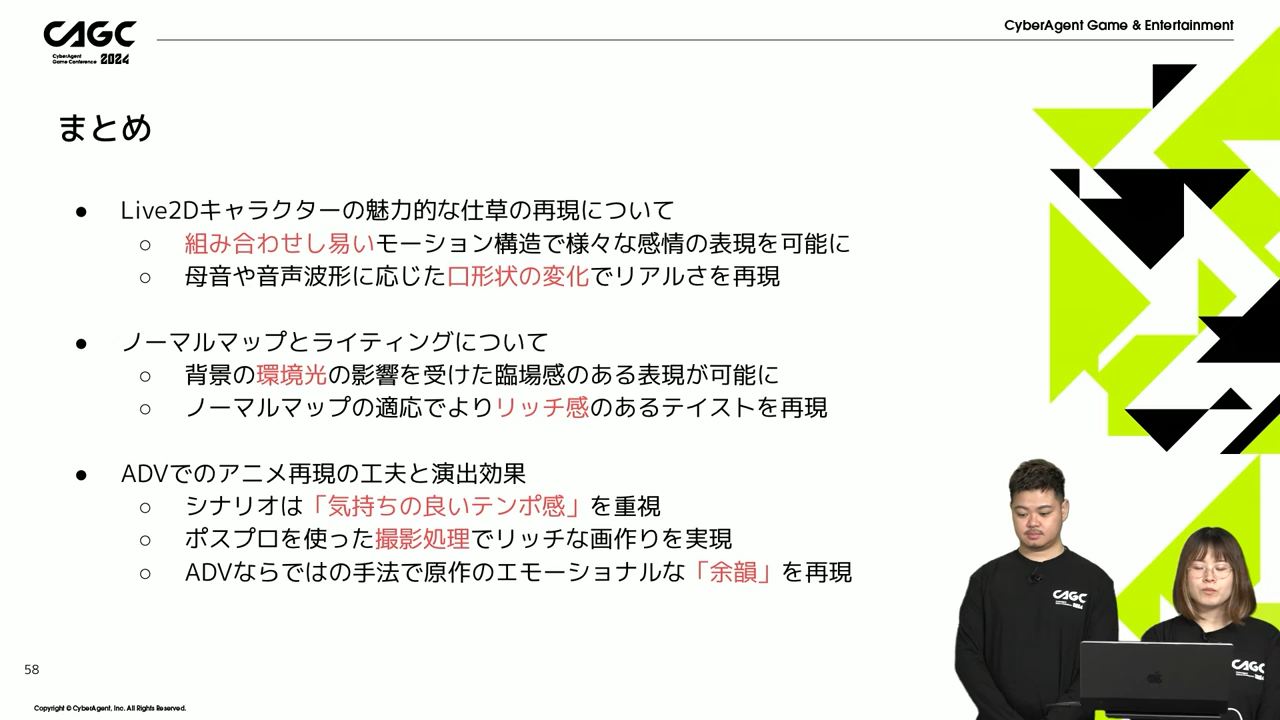 CAGC
CyberAgent
Game Conference 2024
CyberAgent Game & Entertainment
まとめ
● Live2Dキャラクターの魅力的な仕草の再現について
○ 組み合わせし易いモーション構造で様々な感情の表現を可能に
○ 母音や音声波形に応じた口形状の変化でリアルさを再現
● ノーマルマップとライティングについて
○ 背景の環境光の影響を受けた臨場感のある表現が可能に
○ ノーマルマップの適応でよりリッチ感のあるテイストを再現
● ADVでのアニメ再現の工夫と演出効果
○ シナリオは「気持ちの良いテンポ感」を重視
○ ポスプロを使った撮影処理でリッチな画作りを実現
○ ADVならではの手法で原作のエモーショナルな「余韻」を再現
CAGC
CAGC
58
Copyright © CyberAgent, Inc. All Rights Reserved.